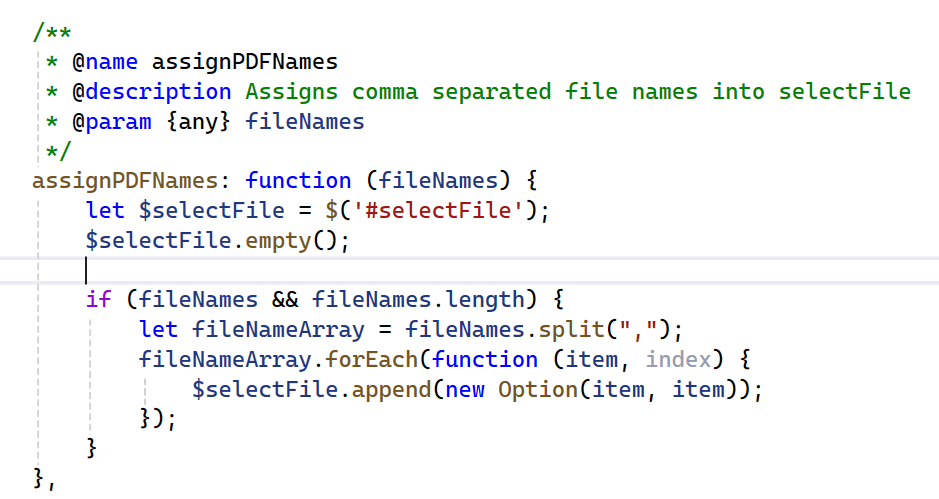 /**
 * @name assignPDFNames
 * @description Assigns comma separated file names into selectFile
 * @param {any} fileNames
 */
assignPDFNames: function (fileNames) {
    let $selectFile = $('#selectFile');
    $selectFile.empty();

    if (fileNames && fileNames.length) {
        let fileNameArray = fileNames.split(",");
        fileNameArray.forEach(function (item, index) {
            $selectFile.append(new Option(item, item));
        });
    }
},